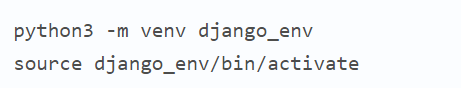 python3 -m venv django_env
source django_env/bin/activate